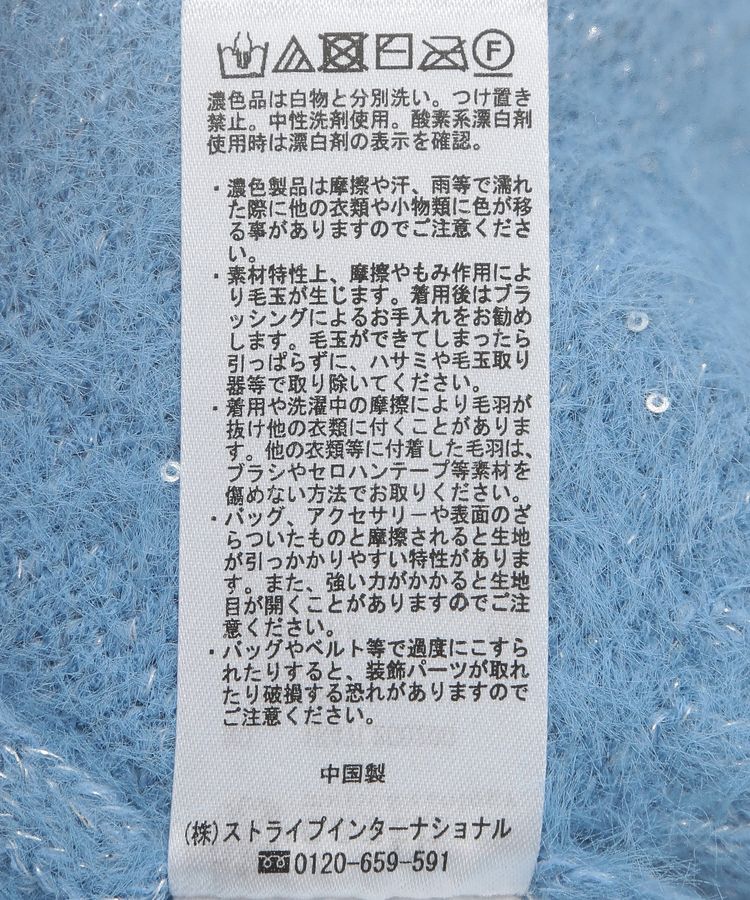 濃色品は白物と分別洗い。つけ置き
禁止。中性洗剤使用。酸素系漂白剤
使用時は漂白剤の表示を確認。
・濃色製品は摩擦や汗、雨等で濡れ
た際に他の衣類や小物類に色が移
る事がありますのでご注意くださ
い。
・素材特性上、摩擦やもみ作用によ
り毛玉が生じます。着用後はブラ
ッシングによるお手入れをお勧め
します。毛玉ができてしまったら
引っぱらずに、ハサミや毛玉取り
器等で取り除いてください。
・着用や洗濯中の摩擦により毛羽が
抜け他の衣類に付くことがありま
す。他の衣類等に付着した毛羽は、
ブラシやセロハンテープ等素材を
傷めない方法でお取りください。
・バッグ、アクセサリーや表面のざ
らついたものと摩擦されると生地
が引っかかりやすい特性がありま
す。また、強い力がかかると生地
目が開くことがありますのでご注
意ください。
・バッグやベルト等で過度にこすら
れたりすると、装飾パーツが取れ
たり破損する恐れがありますので
ご注意ください。
中国製
(株)ストライプインターナショナル
0120-659-591